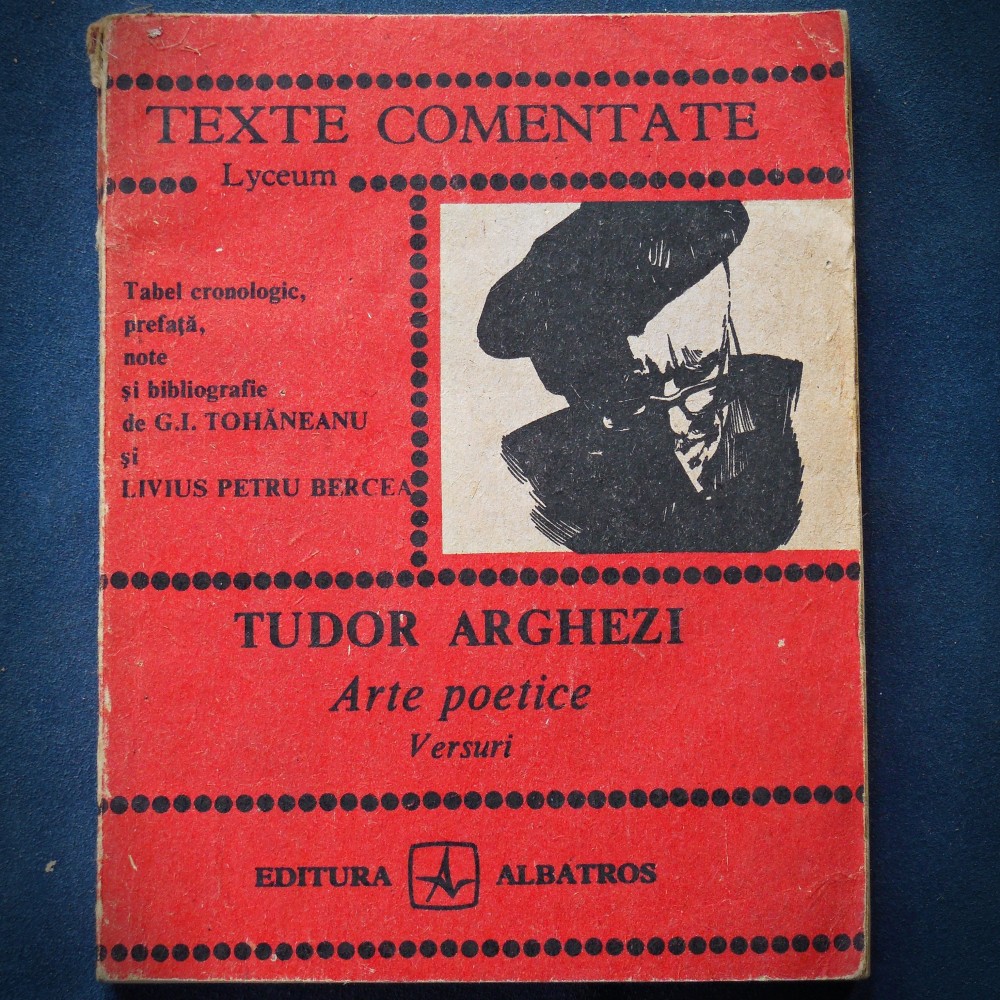 TEXTE COMENTATE
Lyceum
Tabel cronologic,
prefață,
note
și bibliografie
de G.I. TOHĂNEANU
și
LIVIUS PETRU BERCEA
TUDOR ARGHEZI
Arte poetice
Versuri
EDITURA ALBATROS